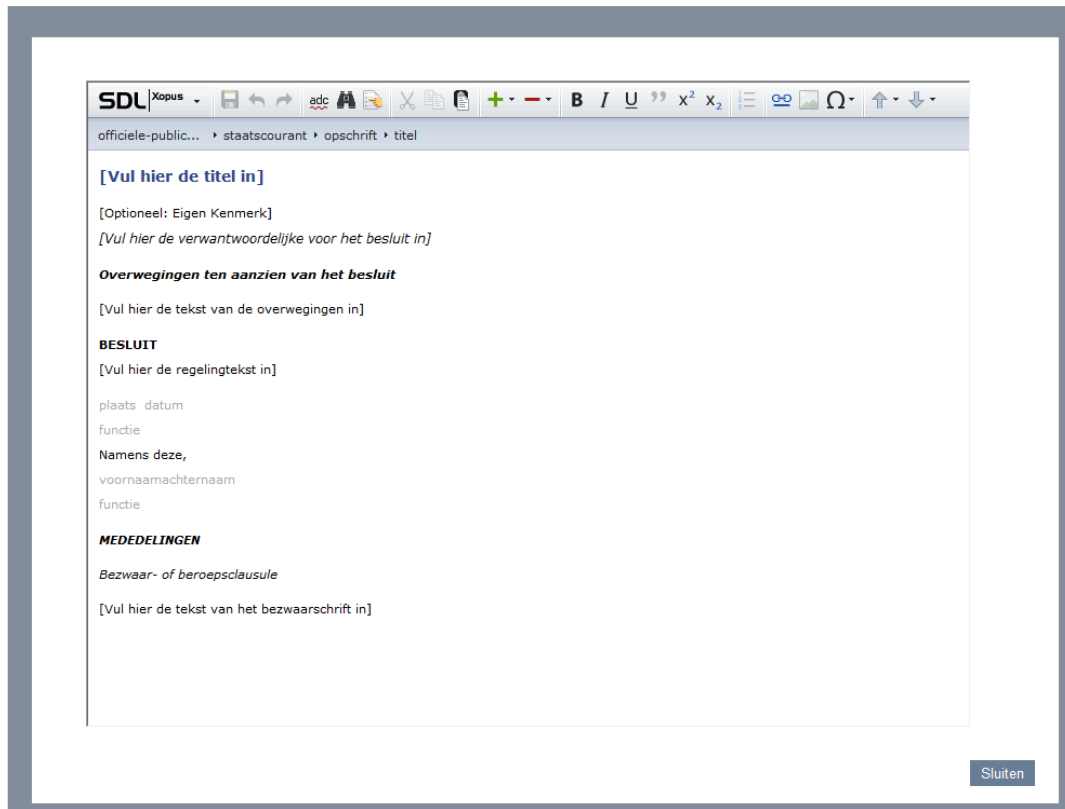 SDL Xopus
adc B I U ” x² x₂ Ω
officiele-public... staatscourant opschrift titel
[Vul hier de titel in]
[Optioneel: Eigen Kenmerk]
[Vul hier de verwantwoordelijke voor het besluit in]
Overwegingen ten aanzien van het besluit
[Vul hier de tekst van de overwegingen in]
BESLUIT
[Vul hier de regelingtekst in]
plaats datum
functie
Namens deze,
voornaamachternaam
functie
MEDEDELINGEN
Bezwaar- of beroepsclausule
[Vul hier de tekst van het bezwaarschrift in]
Sluiten